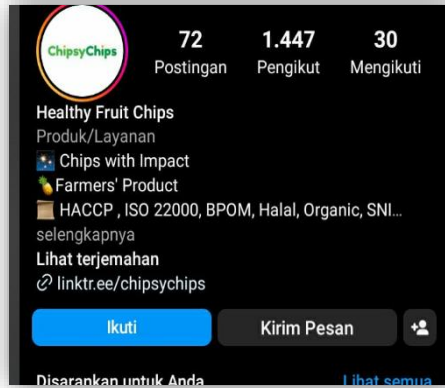 ChipsyChips
72 1.447 30
Postingan Pengikut Mengikuti
Healthy Fruit Chips
Produk/Layanan
Chips with Impact
Farmers' Product
HACCP , ISO 22000, BPOM, Halal, Organic, SNI...
selengkapnya
Lihat terjemahan
linktr.ee/chipsychips
Ikuti Kirim Pesan
Disarankan untuk Anda Lihat semua